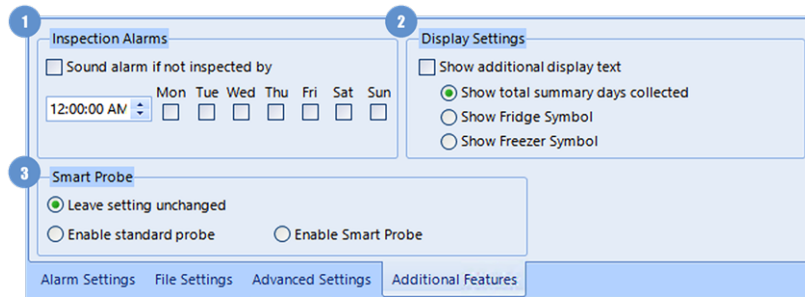 1
Inspection Alarms
Sound alarm if not inspected by
Mon Tue Wed Thu Fri Sat Sun
12:00:00 AM
2
Display Settings
Show additional display text
Show total summary days collected
Show Fridge Symbol
Show Freezer Symbol
3
Smart Probe
Leave setting unchanged
Enable standard probe Enable Smart Probe
Alarm Settings File Settings Advanced Settings Additional Features